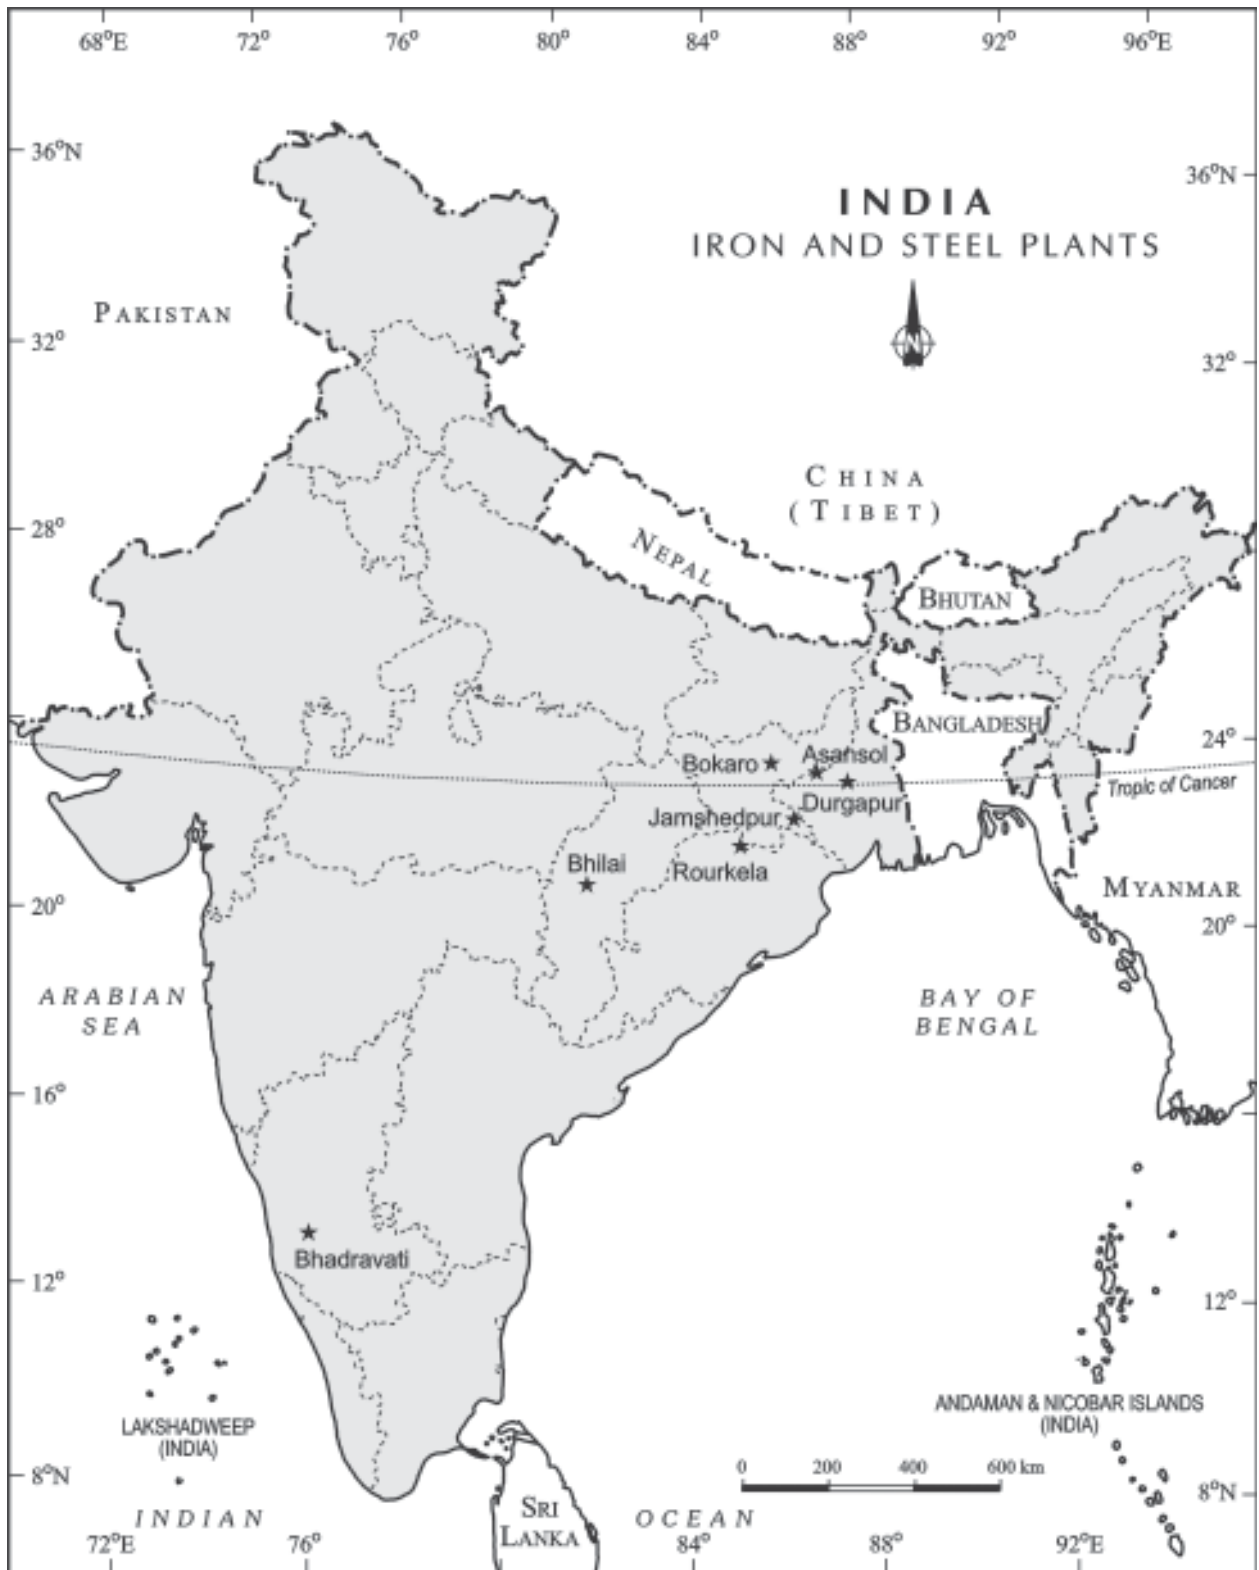 68°E 72° 76° 80° 84° 88° 92° 96°E
36°N
36°N
INDIA
IRON AND STEEL PLANTS
N
PAKISTAN
32°
32°
CHINA
(TIBET)
28°
NEPAL
BHUTAN
BANGLADESH
24°
Asansol
Bokaro
Tropic of Cancer
Durgapur
Jamshedpur
Bhilai
Rourkela
MYANMAR
20°
20°
ARABIAN
SEA
BAY OF
BENGAL
16°
Bhadravati
12°
12°
LAKSHADWEEP
(INDIA)
ANDAMAN & NICOBAR ISLANDS
(INDIA)
0 200 400 600 km
8°N
8°N
SRI
LANKA
INDIAN OCEAN
72°E 76° 84° 88° 92°E